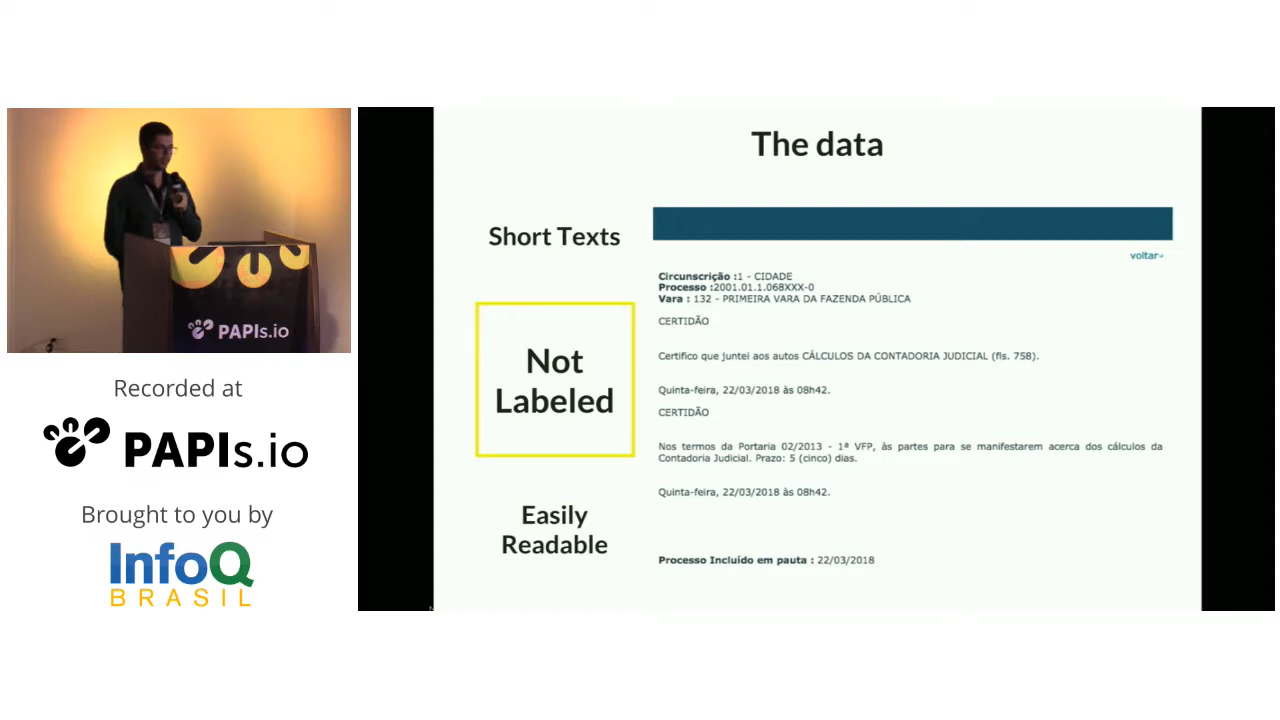 PAPIs.io
Recorded at
PAPIs.io
Brought to you by
InfoQ
BRASIL
The data
Short Texts
Not
Labeled
Easily
Readable
voltar
Circunscrição :1 - CIDADE
Processo :2001.01.1.068XXX-0
Vara : 132 - PRIMEIRA VARA DA FAZENDA PÚBLICA
CERTIDÃO
Certifico que juntei aos autos CÁLCULOS DA CONTADORIA JUDICIAL (fls. 758).
Quinta-feira, 22/03/2018 às 08h42.
CERTIDÃO
Nos termos da Portaria 02/2013 - 1ª VFP, às partes para se manifestarem acerca dos cálculos da
Contadoria Judicial. Prazo: 5 (cinco) dias.
Quinta-feira, 22/03/2018 às 08h42.
Processo Incluído em pauta : 22/03/2018